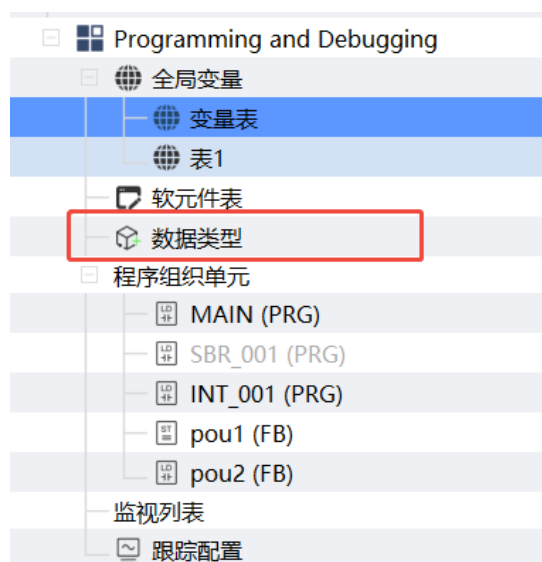 Programming and Debugging
全局变量
变量表
表1
软元件表
数据类型
程序组织单元
MAIN (PRG)
SBR_001 (PRG)
INT_001 (PRG)
pou1 (FB)
pou2 (FB)
监视列表
跟踪配置